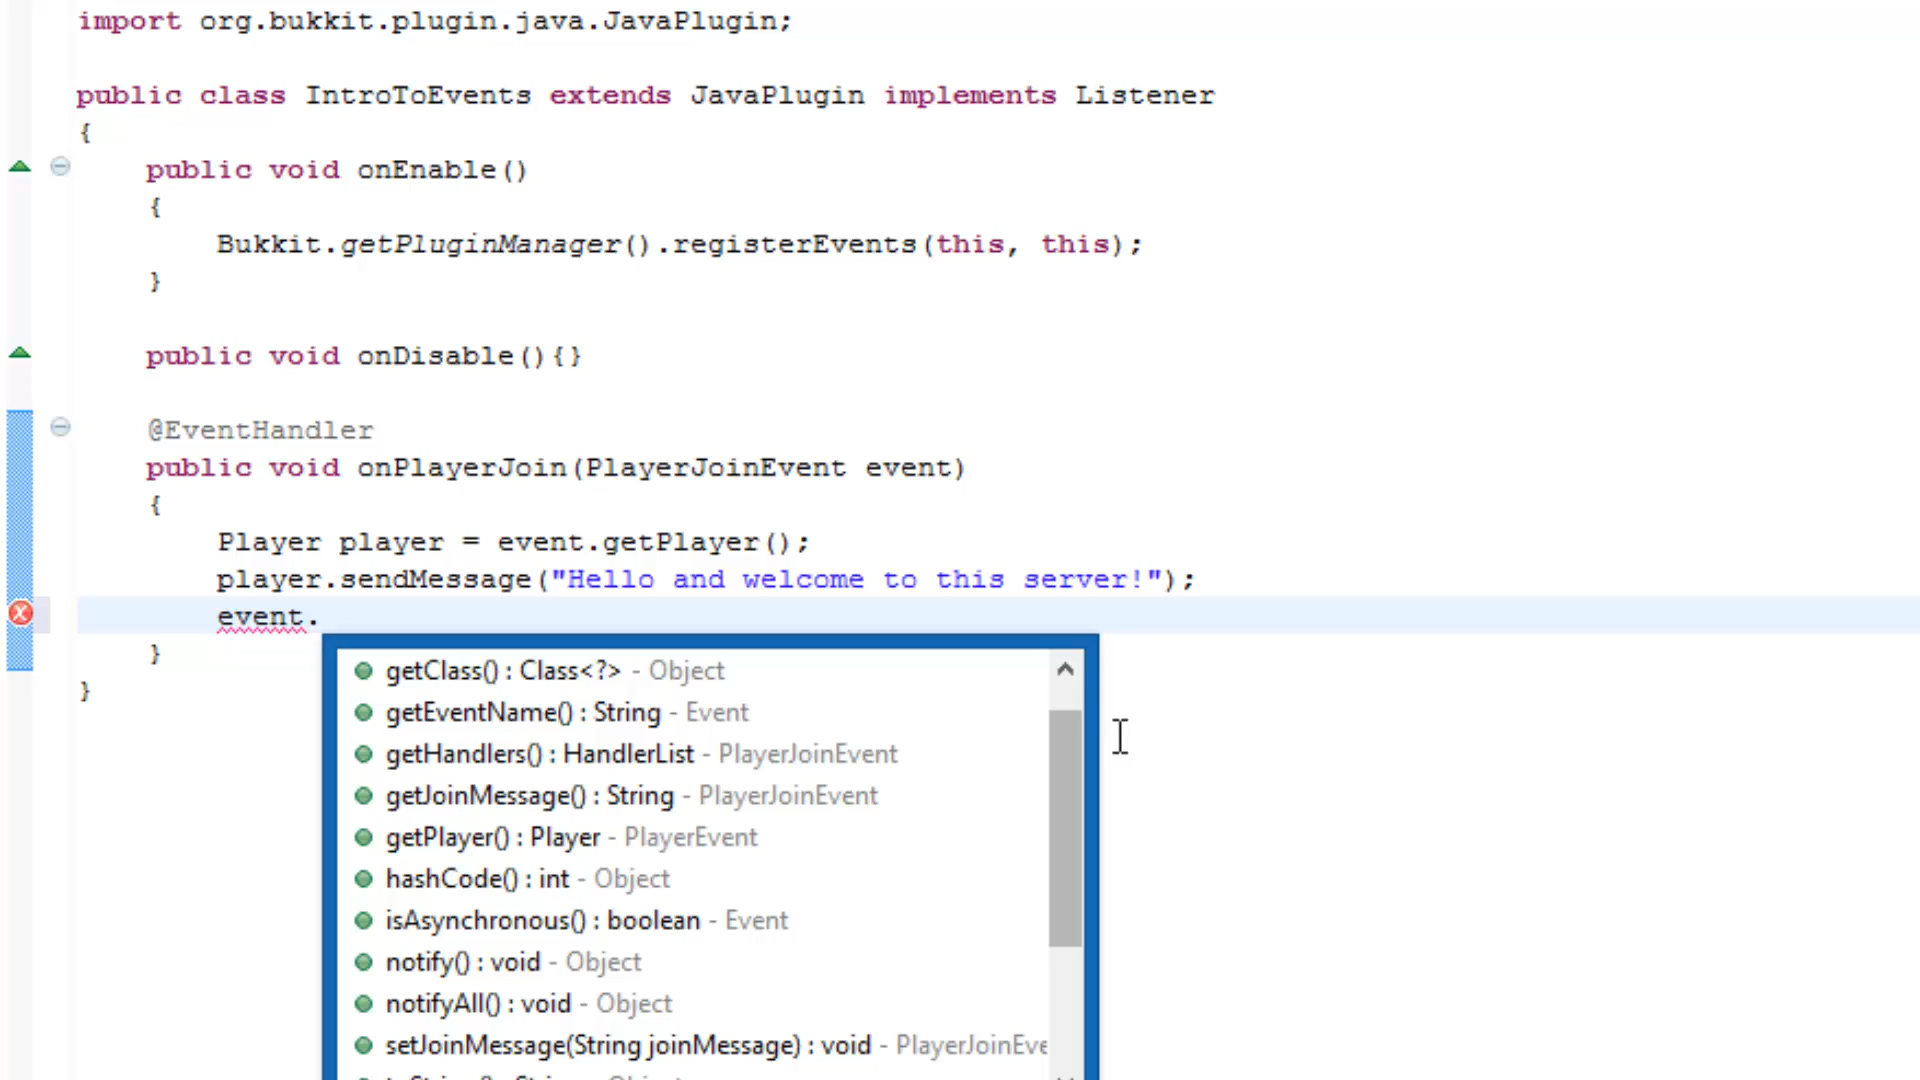 import org.bukkit.plugin.java.JavaPlugin;
public class IntroToEvents extends JavaPlugin implements Listener
{
public void onEnable()
{
Bukkit.getPluginManager().registerEvents(this, this);
}
public void onDisable(){}
@EventHandler
public void onPlayerJoin(PlayerJoinEvent event)
{
Player player = event.getPlayer();
player.sendMessage("Hello and welcome to this server!");
event.
}
}
getClass() : Class<?> - Object
getEventName() : String - Event
getHandlers() : HandlerList - PlayerJoinEvent
getJoinMessage() : String - PlayerJoinEvent
getPlayer() : Player - PlayerEvent
hashCode() : int - Object
isAsynchronous() : boolean - Event
notify() : void - Object
notifyAll() : void - Object
setJoinMessage(String joinMessage) : void - PlayerJoinEve